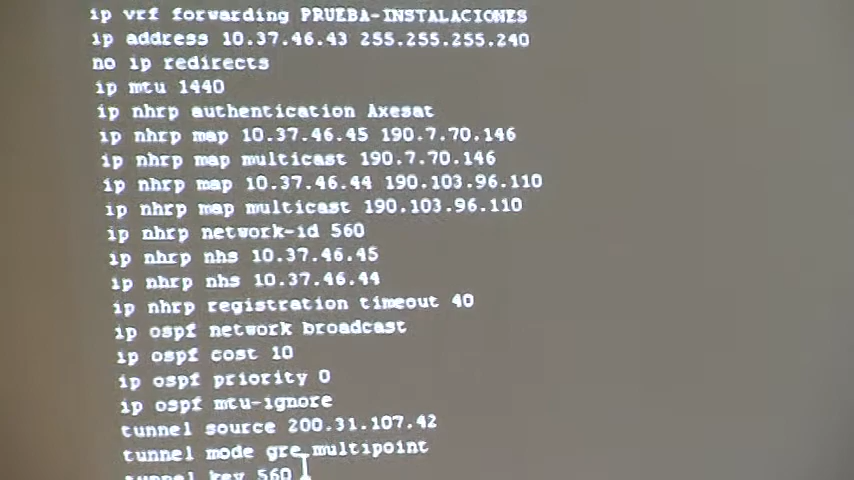 ip vrf forwarding PRUEBA-INSTALACIONES
ip address 10.37.46.43 255.255.255.240
no ip redirects
ip mtu 1440
ip nhrp authentication Axesat
ip nhrp map 10.37.46.45 190.7.70.146
ip nhrp map multicast 190.7.70.146
ip nhrp map 10.37.46.44 190.103.96.110
ip nhrp map multicast 190.103.96.110
ip nhrp network-id 560
ip nhrp nhs 10.37.46.45
ip nhrp nhs 10.37.46.44
ip nhrp registration timeout 40
ip ospf network broadcast
ip ospf cost 10
ip ospf priority 0
ip ospf mtu-ignore
tunnel source 200.31.107.42
tunnel mode gre multipoint
tunnel key 560